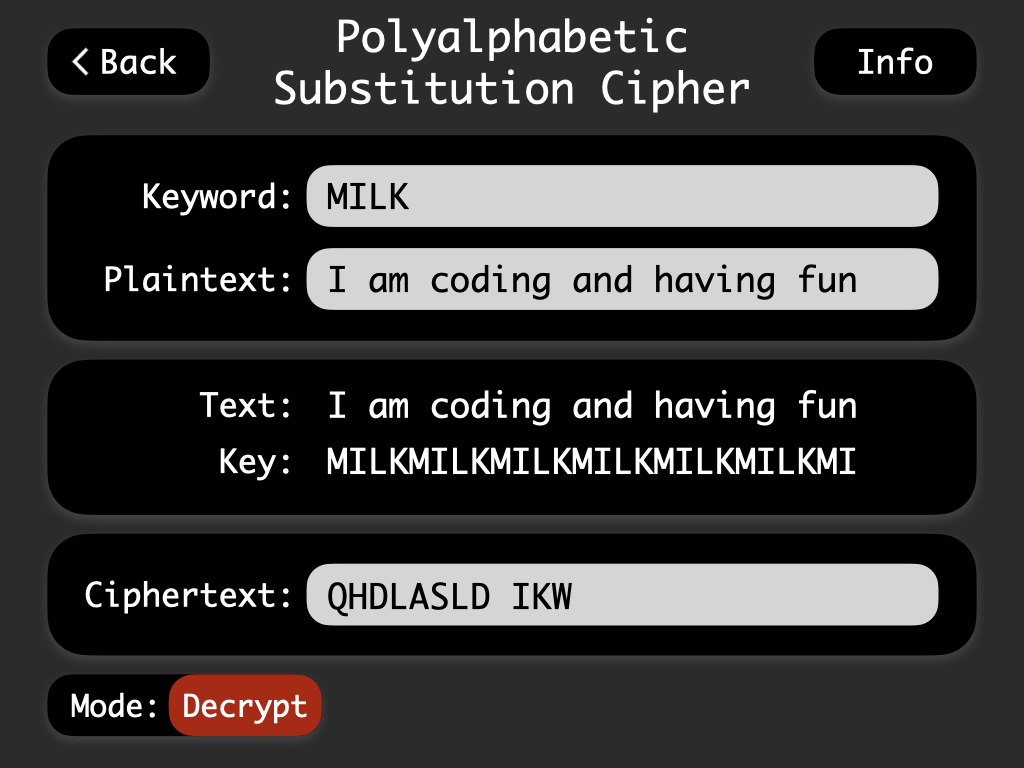 Back
Polyalphabetic
Substitution Cipher
Info
Keyword: MILK
Plaintext: I am coding and having fun
Text: I am coding and having fun
Key: MILKMILKMILKMILKMILKMILKMI
Ciphertext: QHDLASLD IKW
Mode: Decrypt